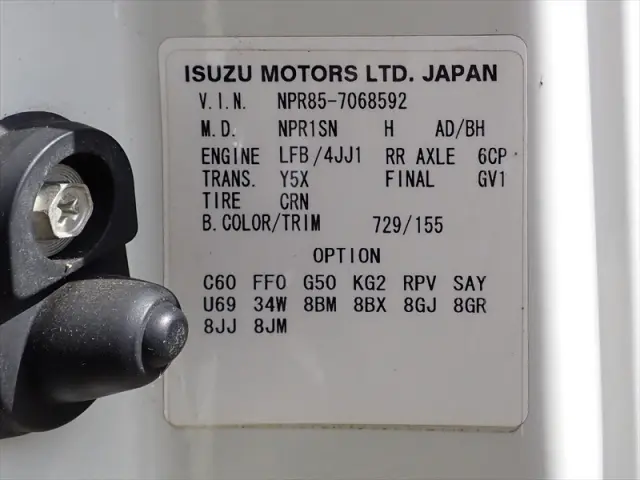 ISUZU MOTORS LTD. JAPAN
V.I.N. NPR85-7068592
M.D. NPR1SN H AD/BH
ENGINE LFB/4JJ1 RR AXLE 6CP
TRANS. Y5X FINAL GV1
TIRE CRN
B.COLOR/TRIM 729/155
OPTION
C60 FF0 G50 KG2 RPV SAY
U69 34W 8BM 8BX 8GJ 8GR
8JJ 8JM